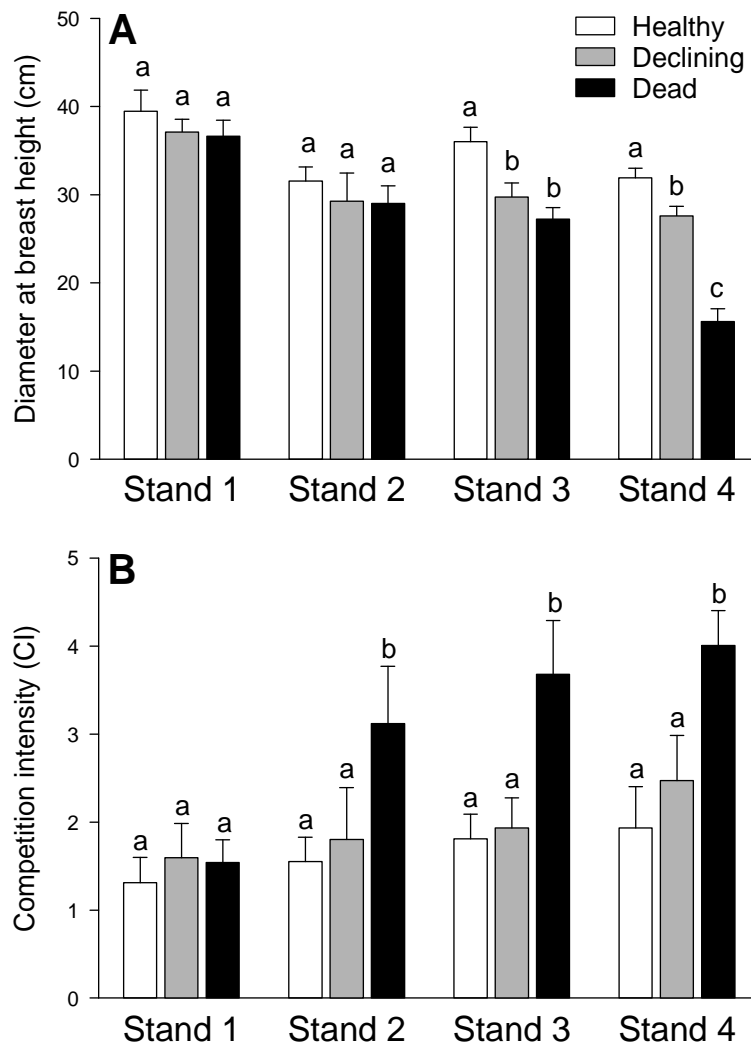 A
Healthy
Declining
Dead
Diameter at breast height (cm)
50
40
30
20
10
0
a a a a a a a b b a b c
Stand 1 Stand 2 Stand 3 Stand 4
B
Competition intensity (CI)
5
4
3
2
1
0
a a a a a b a a b a a b
Stand 1 Stand 2 Stand 3 Stand 4